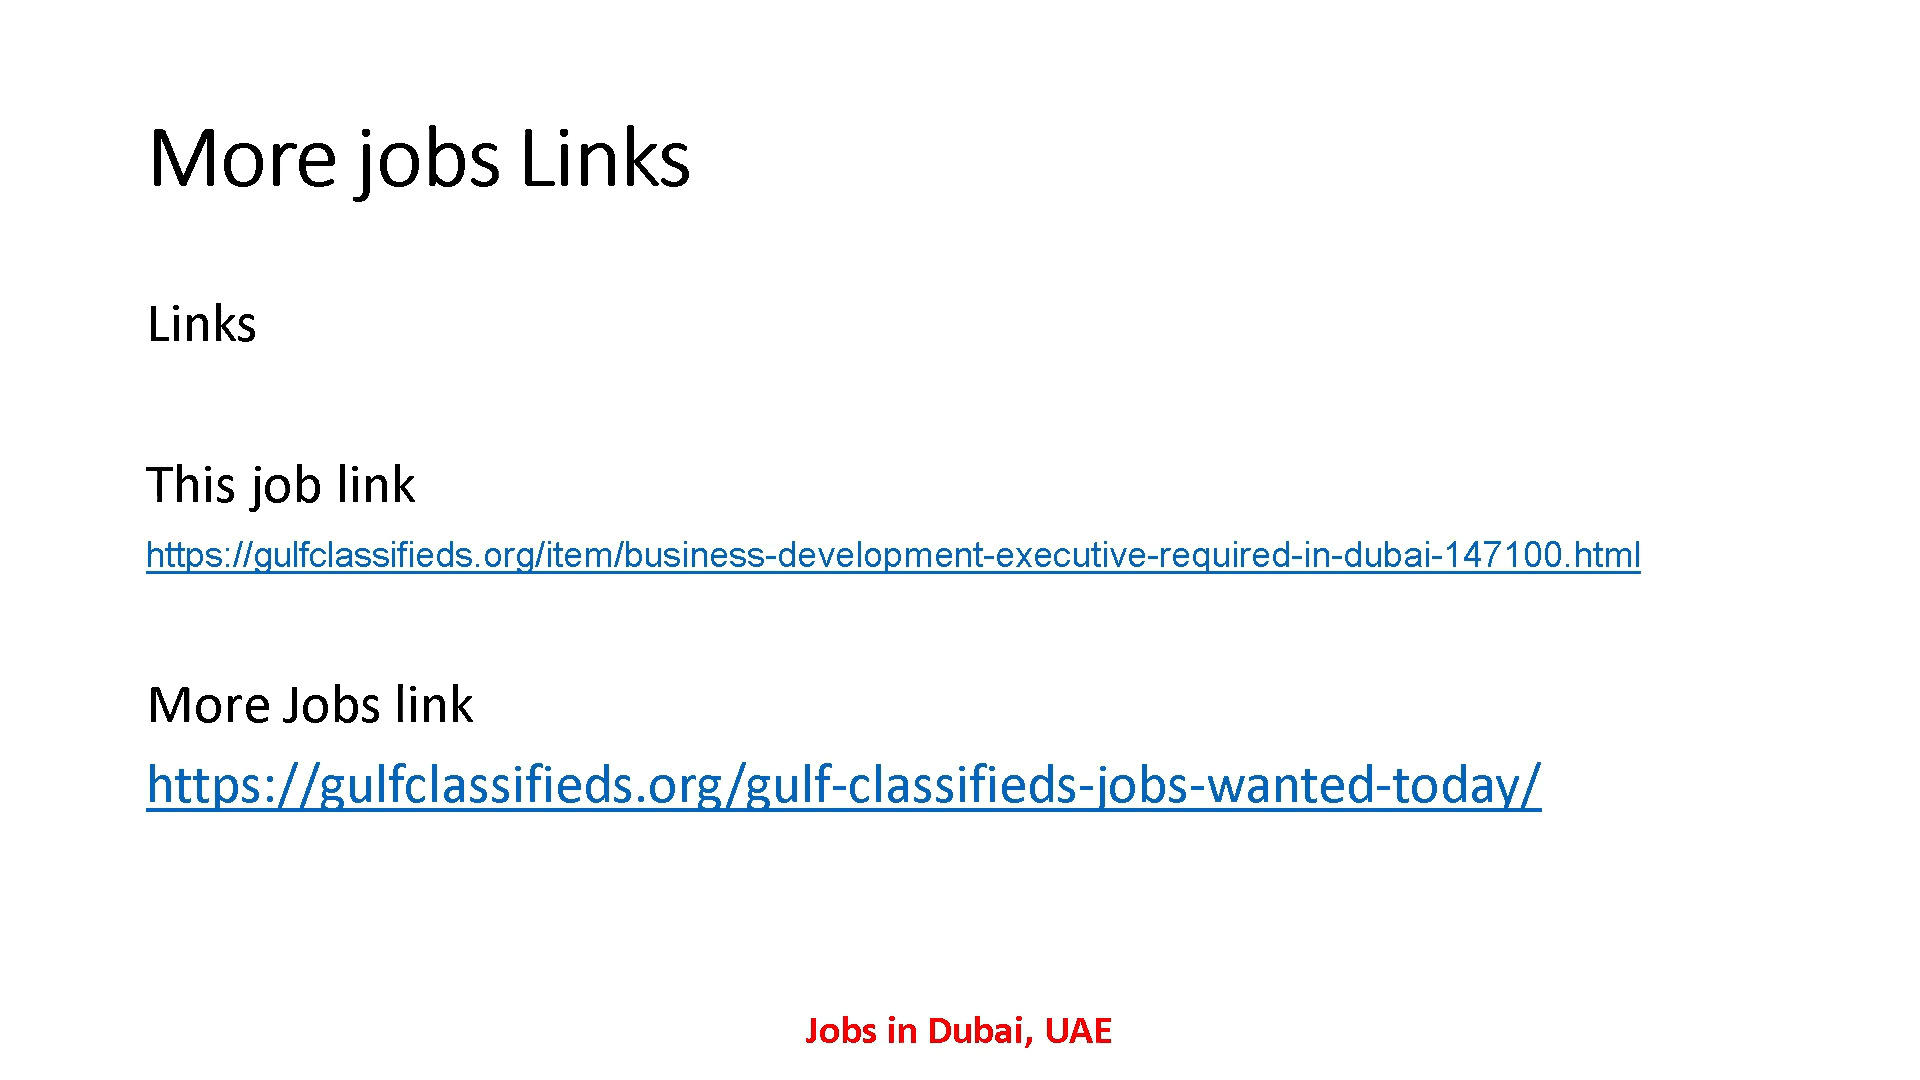 More jobs Links
Links
This job link
https://gulfclassifieds.org/item/business-development-executive-required-in-dubai-147100.html
More Jobs link
https://gulfclassifieds.org/gulf-classifieds-jobs-wanted-today/
Jobs in Dubai, UAE